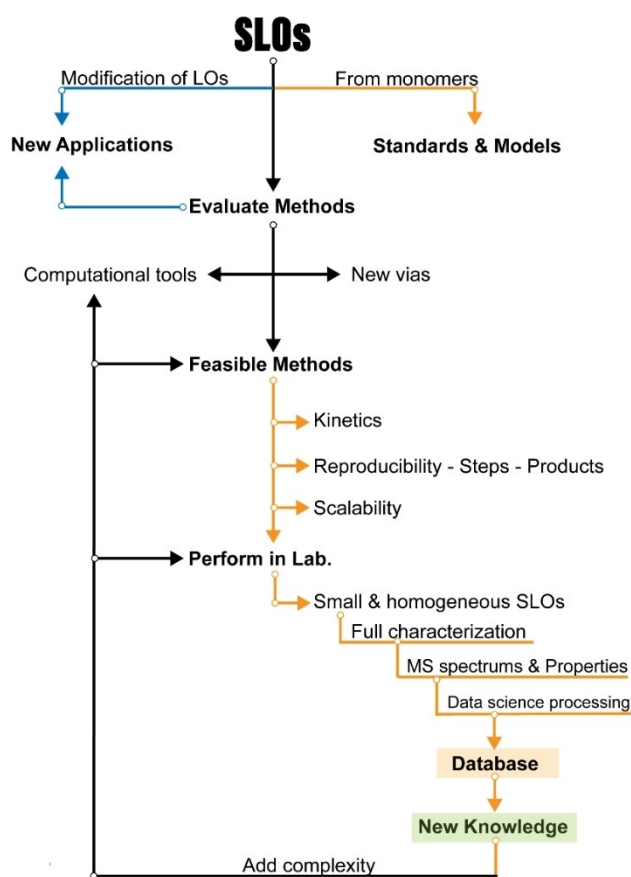 SLOs
Modification of LOs
From monomers
New Applications
Standards & Models
Evaluate Methods
Computational tools
New vias
Feasible Methods
Kinetics
Reproducibility - Steps - Products
Scalability
Perform in Lab.
Small & homogeneous SLOs
Full characterization
MS spectrums & Properties
Data science processing
Database
New Knowledge
Add complexity